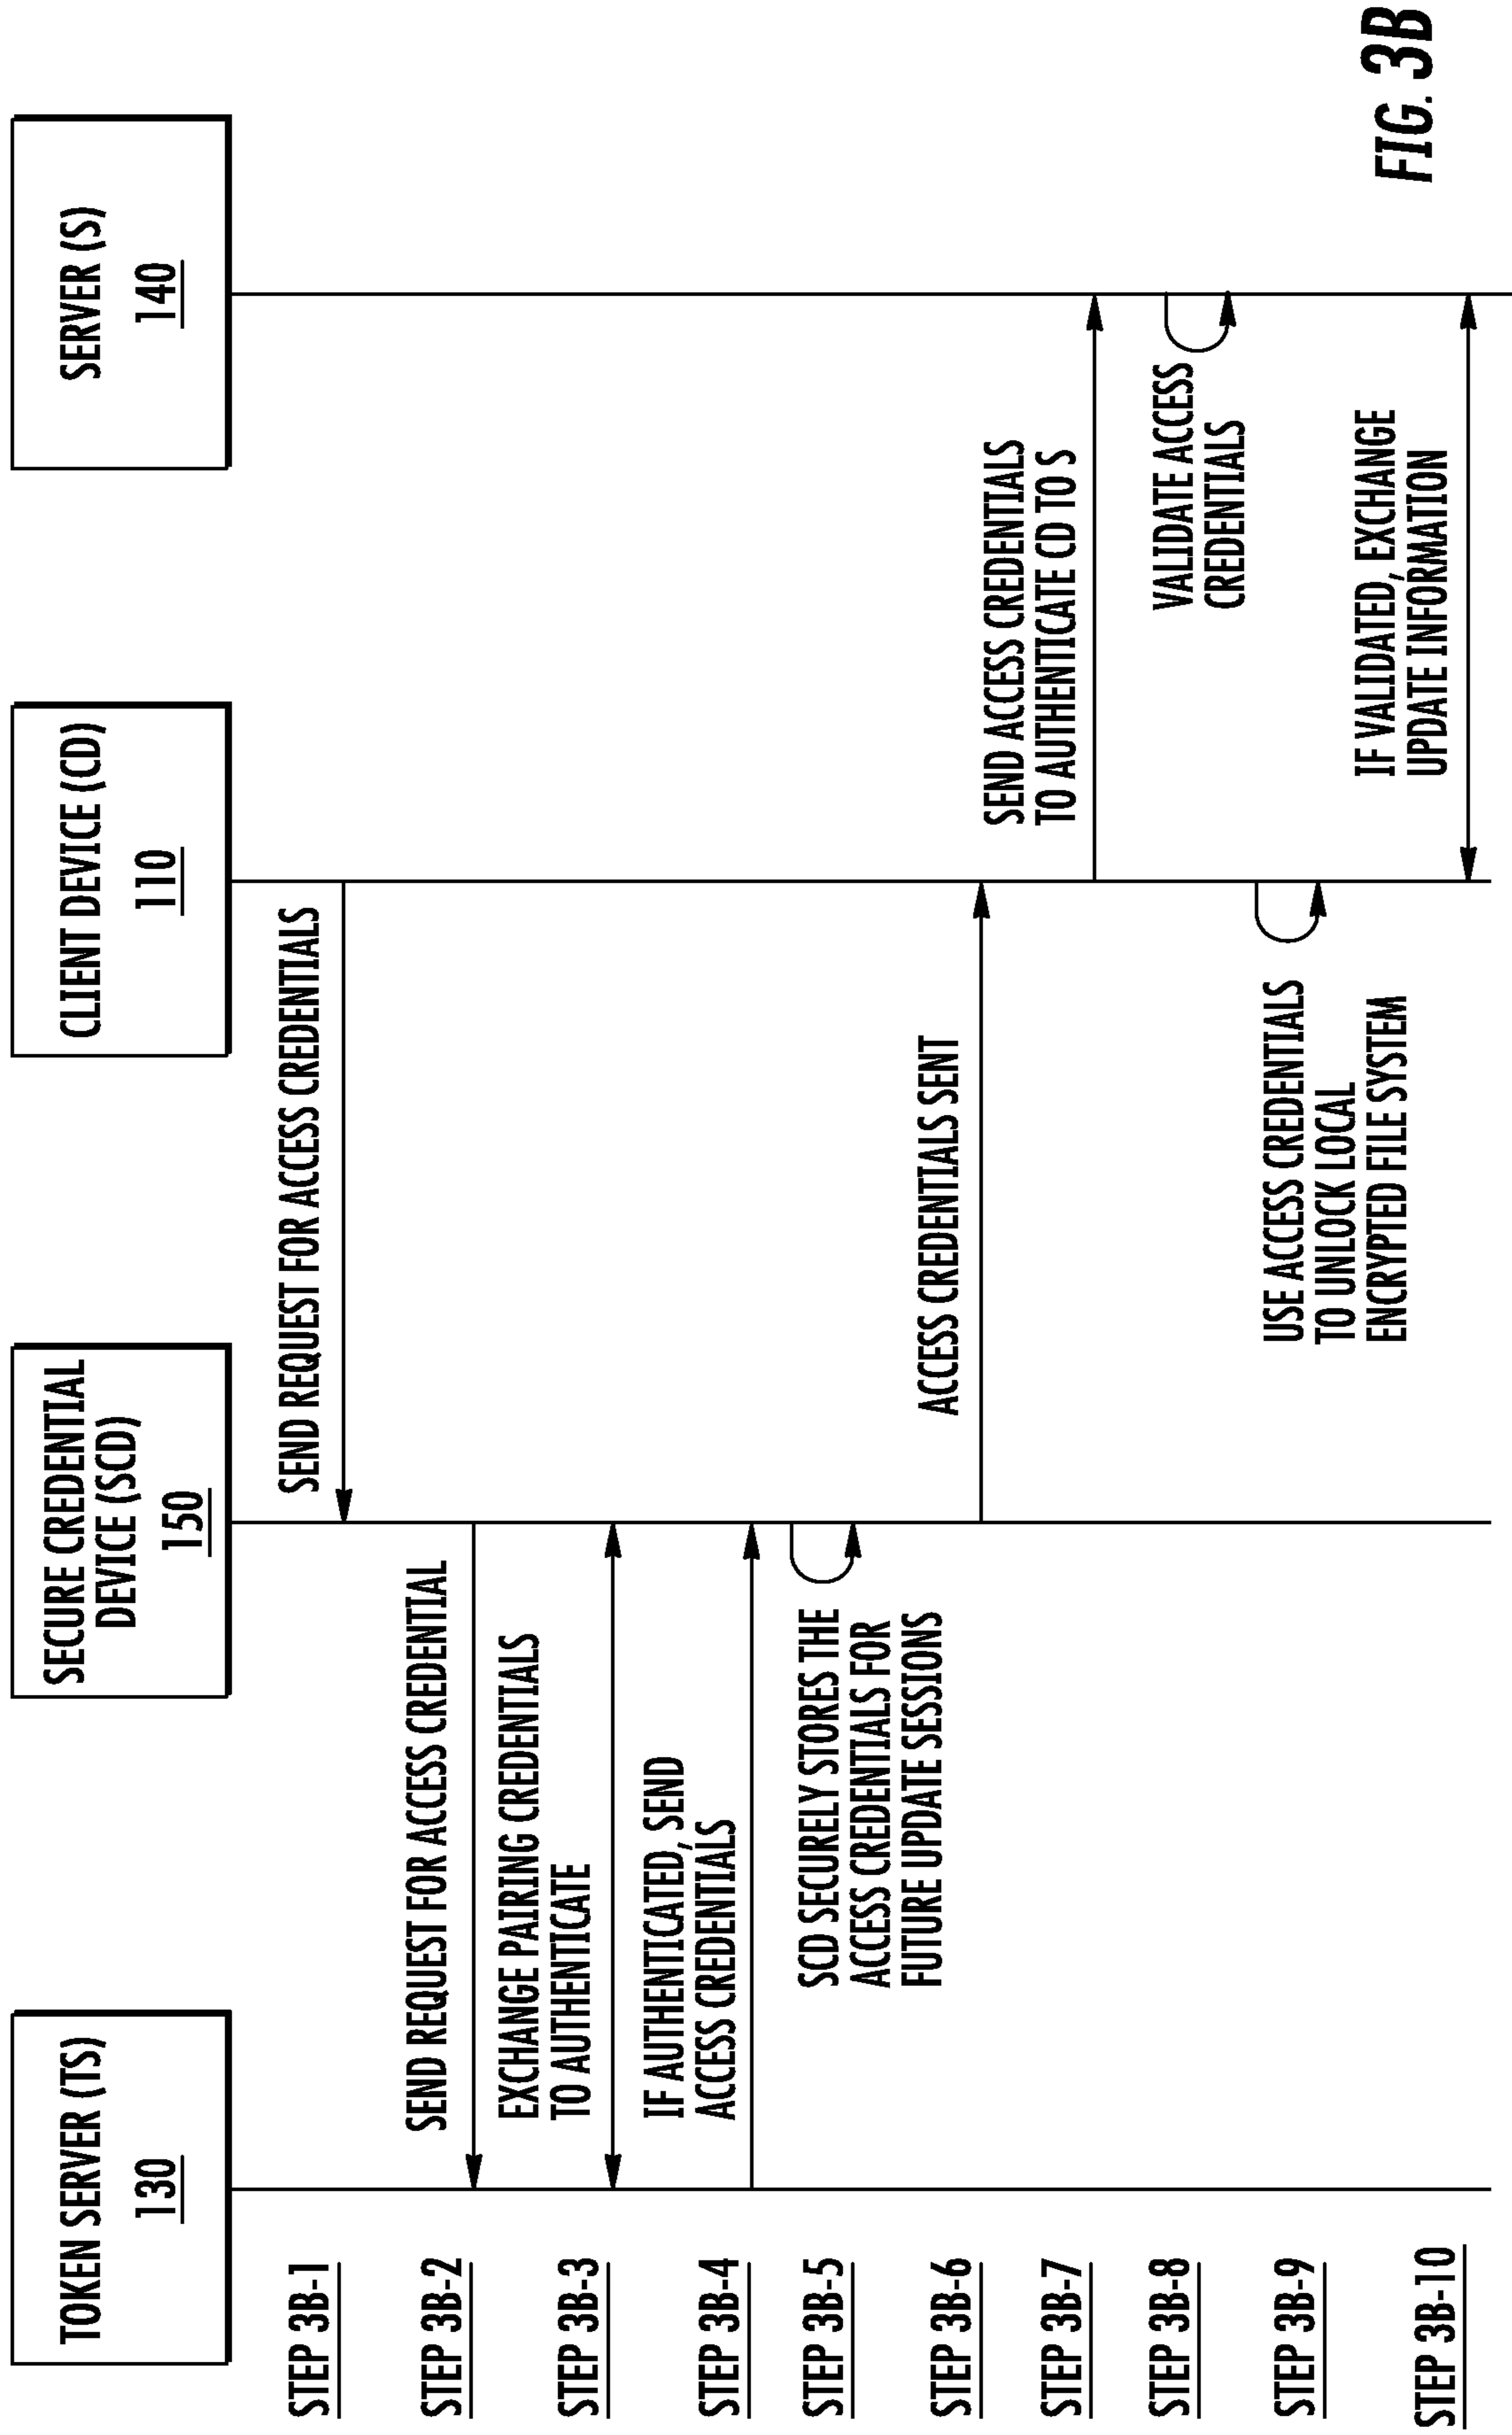 TOKEN SERVER (TS)
130
SECURE CREDENTIAL
DEVICE (SCD)
150
CLIENT DEVICE (CD)
110
SERVER (S)
140
STEP 3B-1
SEND REQUEST FOR ACCESS CREDENTIALS
STEP 3B-2
SEND REQUEST FOR ACCESS CREDENTIAL
STEP 3B-3
EXCHANGE PAIRING CREDENTIALS
TO AUTHENTICATE
STEP 3B-4
IF AUTHENTICATED, SEND
ACCESS CREDENTIALS
STEP 3B-5
SCD SECURELY STORES THE
ACCESS CREDENTIALS FOR
FUTURE UPDATE SESSIONS
STEP 3B-6
ACCESS CREDENTIALS SENT
STEP 3B-7
SEND ACCESS CREDENTIALS
TO AUTHENTICATE CD TO S
STEP 3B-8
VALIDATE ACCESS
CREDENTIALS
STEP 3B-9
USE ACCESS CREDENTIALS
TO UNLOCK LOCAL
ENCRYPTED FILE SYSTEM
STEP 3B-10
IF VALIDATED, EXCHANGE
UPDATE INFORMATION
FIG. 3B